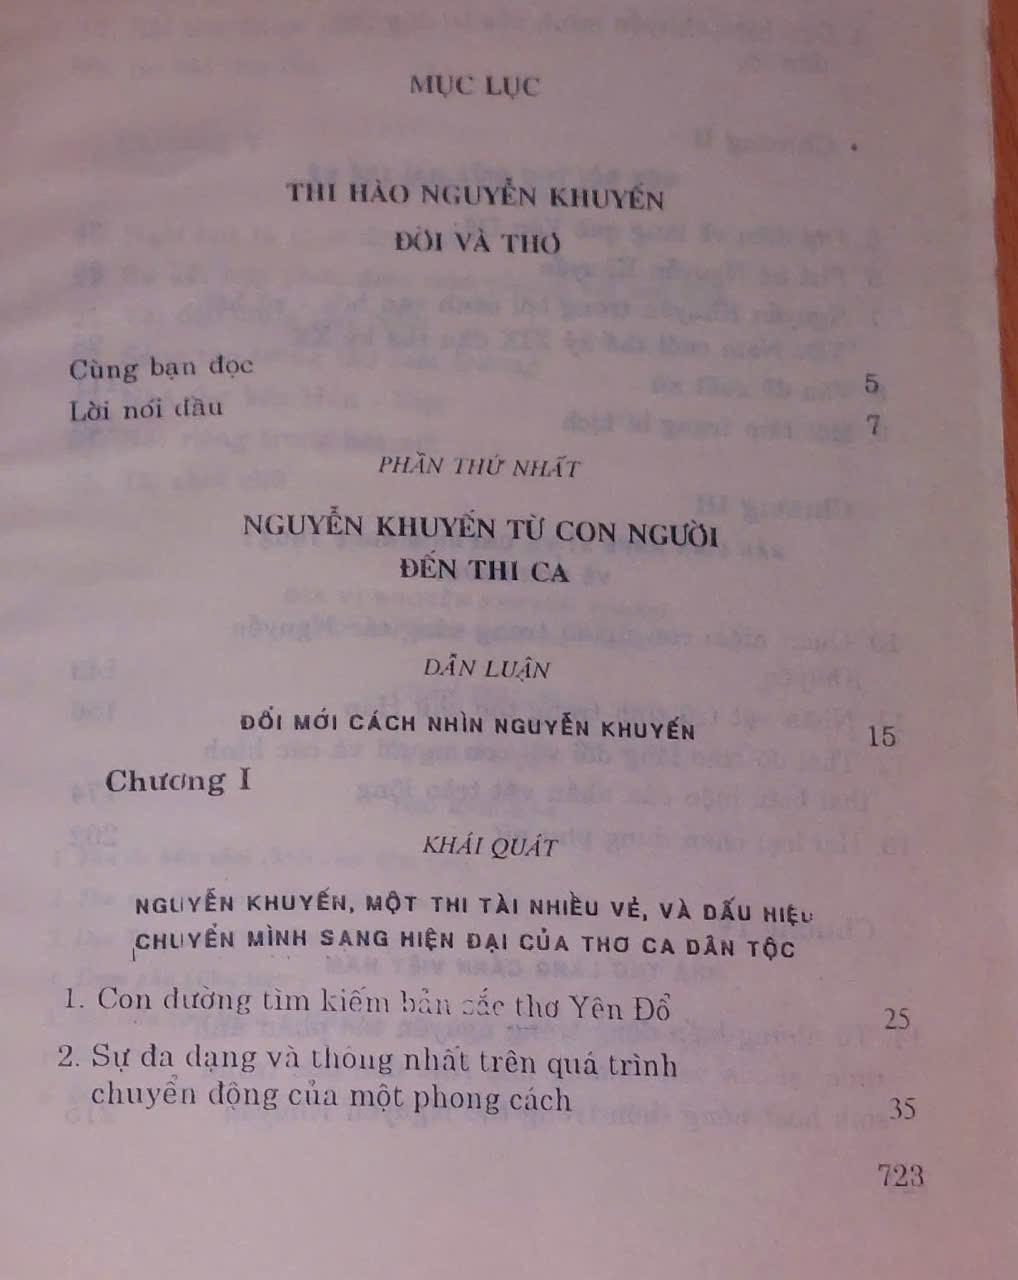 MỤC LỤC
THI HÀO NGUYỄN KHUYẾN
ĐỜI VÀ THƠ
Cùng bạn đọc 5
Lời nói đầu 7
PHẦN THỨ NHẤT
NGUYỄN KHUYẾN TỪ CON NGƯỜI
ĐẾN THI CA
DẪN LUẬN
ĐỔI MỚI CÁCH NHÌN NGUYỄN KHUYẾN 15
Chương I
KHÁI QUÁT
NGUYỄN KHUYẾN, MỘT THI TÀI NHIỀU VẺ, VÀ DẤU HIỆU
CHUYỂN MÌNH SANG HIỆN ĐẠI CỦA THƠ CA DÂN TỘC
1. Con đường tìm kiếm bản sắc thơ Yên Đổ 25
2. Sự đa dạng và thống nhất trên quá trình
chuyển động của một phong cách 35
723